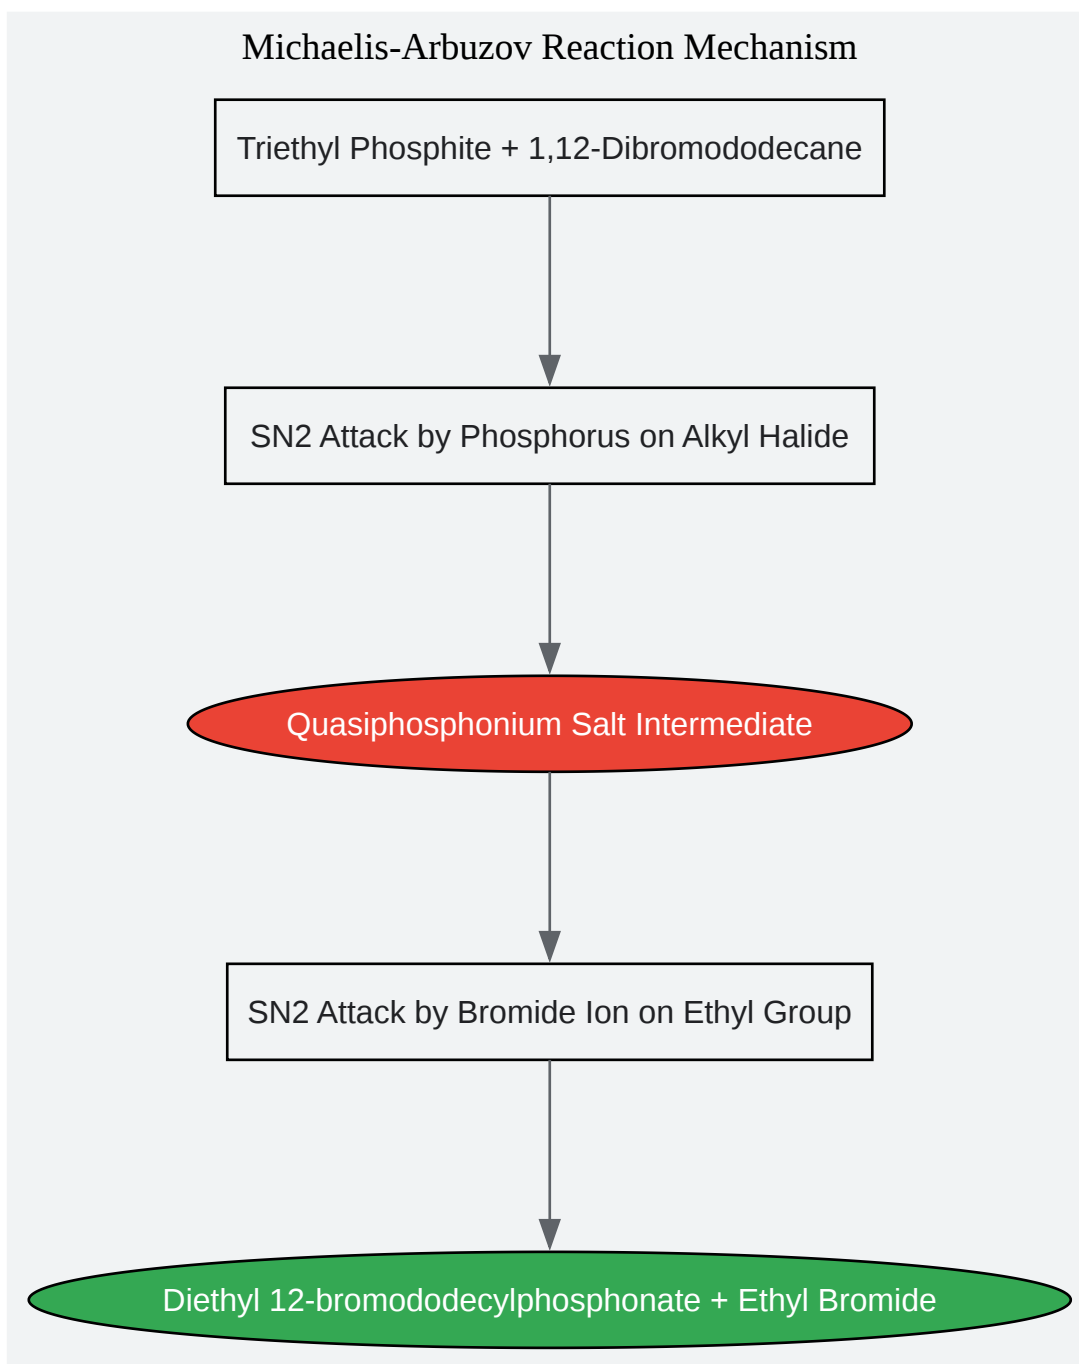 Michaelis-Arbuzov Reaction Mechanism
Triethyl Phosphite + 1,12-Dibromododecane
SN2 Attack by Phosphorus on Alkyl Halide
Quasiphosphonium Salt Intermediate
SN2 Attack by Bromide Ion on Ethyl Group
Diethyl 12-bromododecylphosphonate + Ethyl Bromide